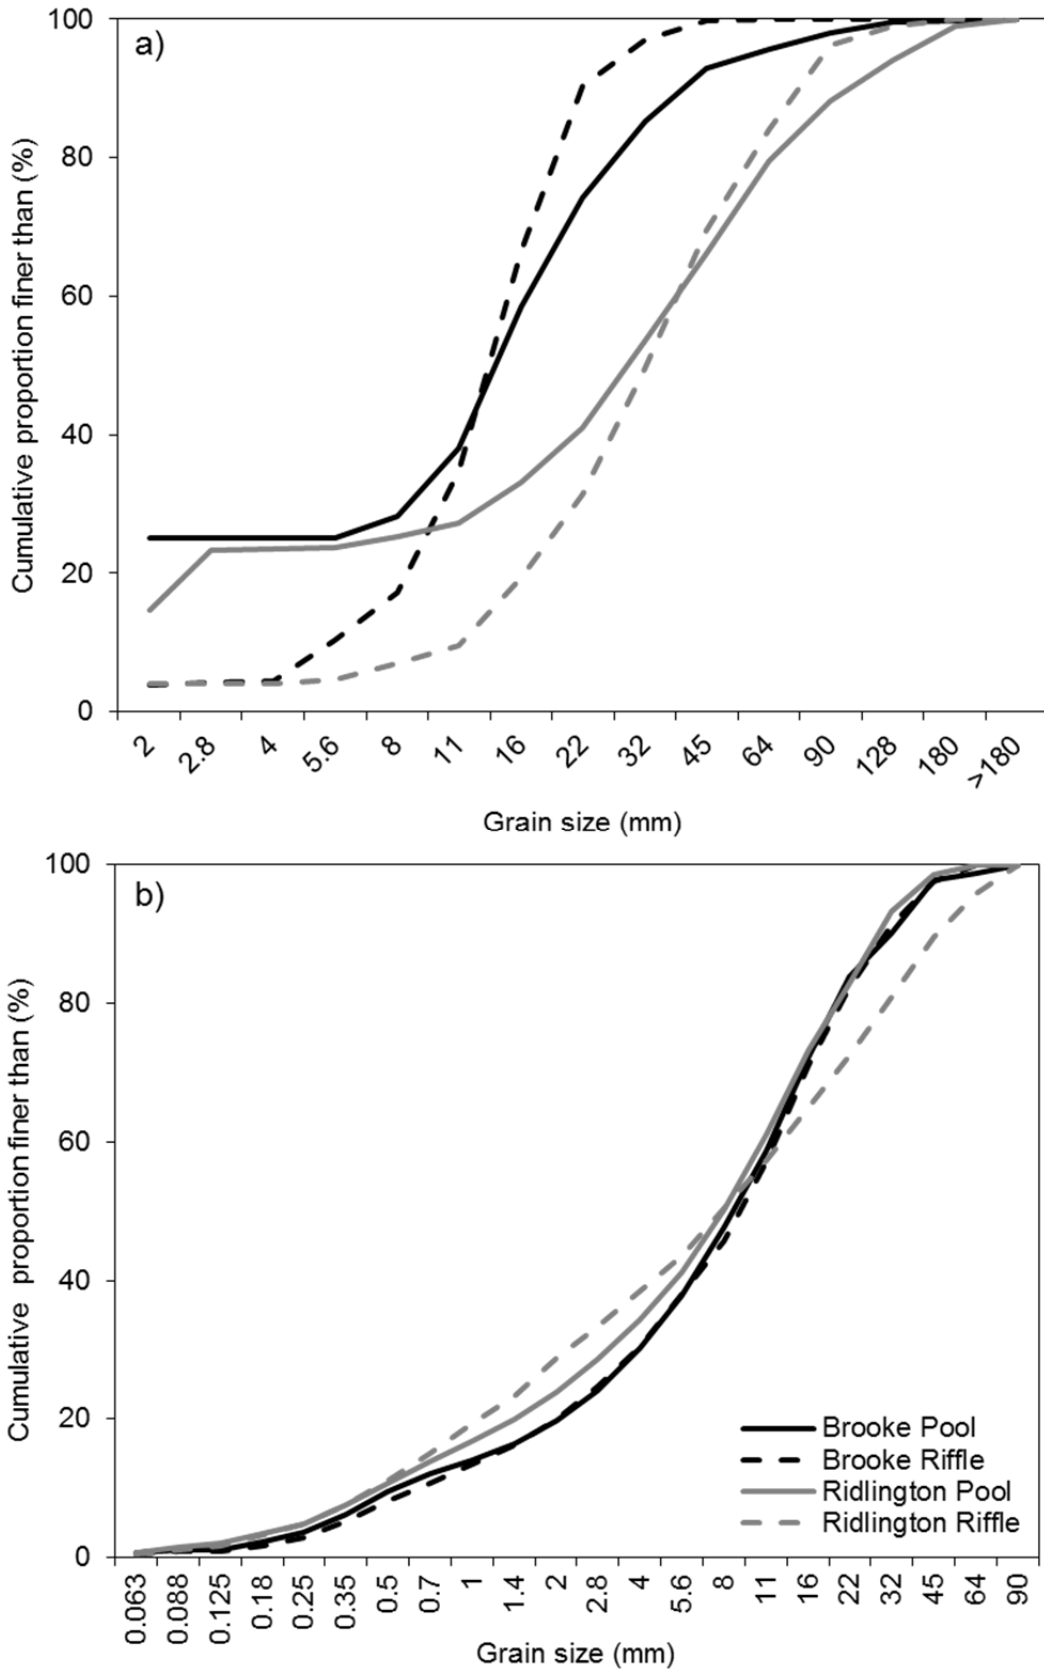 a)
Cumulative proportion finer than (%)
100
80
60
40
20
0
2 2.8 4 5.6 8 11 16 22 32 45 64 90 128 180 >180
Grain size (mm)
b)
Cumulative proportion finer than (%)
100
80
60
40
20
0
Brooke Pool
Brooke Riffle
Ridlington Pool
Ridlington Riffle
0.063 0.088 0.125 0.18 0.25 0.35 0.5 0.7 1 1.4 2 2.8 4 5.6 8 11 16 22 32 45 64 90
Grain size (mm)